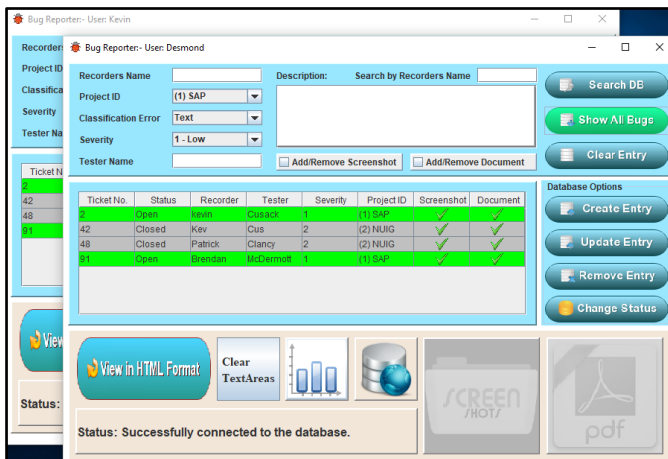 Bug Reporter:- User: Kevin
Bug Reporter:- User: Desmond
Recorders
Project ID
Classifica
Severity
Tester Na
Ticket N
2
42
48
91
View
Status:
Recorders Name
Description:
Search by Recorders Name
Project ID
(1) SAP
Classification Error
Text
Severity
1 - Low
Tester Name
Add/Remove Screenshot
Add/Remove Document
Search DB
Show All Bugs
Clear Entry
Ticket No. Status Recorder Tester Severity Project ID Screenshot Document
2 Open kevin Cusack 1 (1) SAP
42 Closed Kev Cus 2 (2) NUIG
48 Closed Patrick Clancy 2 (2) NUIG
91 Open Brendan McDermott 1 (1) SAP
Database Options
Create Entry
Update Entry
Remove Entry
Change Status
View in HTML Format
Clear
TextAreas
SCREEN
SHOTS
pdf
Status: Successfully connected to the database.